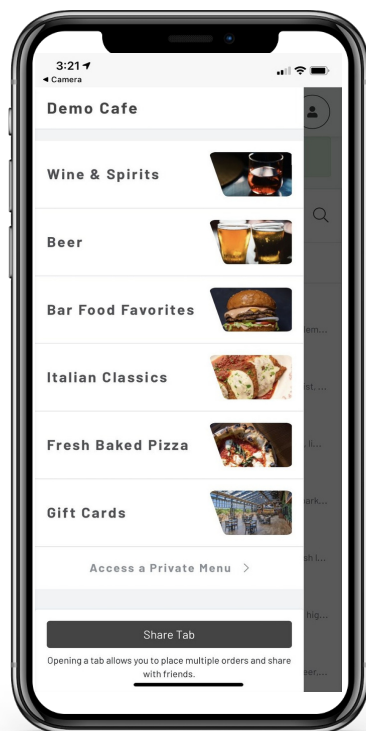 3:21
◀ Camera
Demo Cafe
Wine & Spirits
Beer
Bar Food Favorites
Italian Classics
Fresh Baked Pizza
Gift Cards
Access a Private Menu >
Share Tab
Opening a tab allows you to place multiple orders and share
with friends.